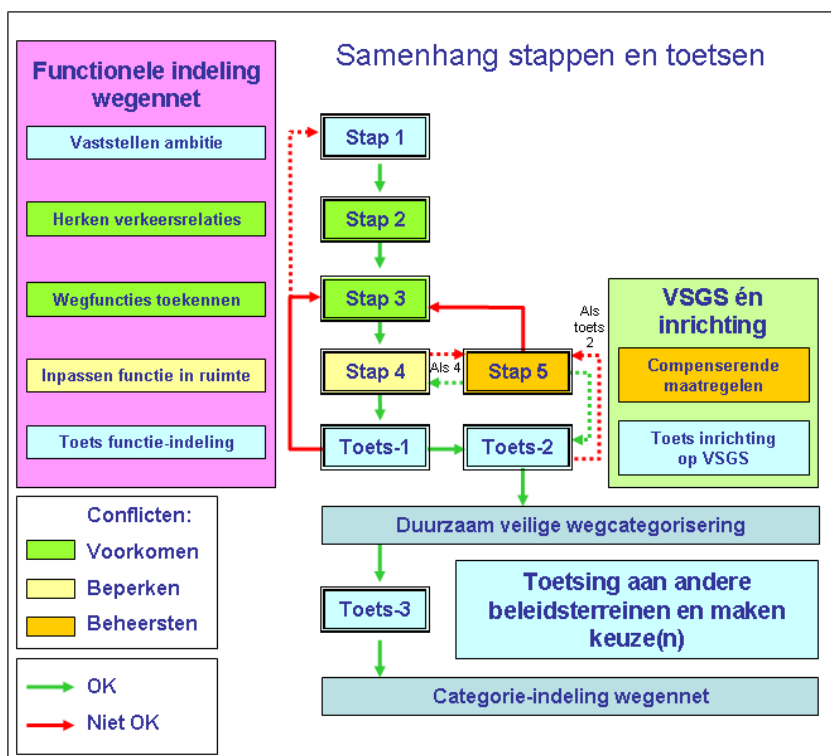 Samenhang stappen en toetsen
Functionele indeling
wegennet
Vaststellen ambitie
Herken verkeersrelaties
Wegfuncties toekennen
Inpassen functie in ruimte
Toets functie-indeling
Stap 1
Stap 2
Stap 3
Stap 4
Als 4
Stap 5
Als
toets
2
Toets-1
Toets-2
VSGS én
inrichting
Compenserende
maatregelen
Toets inrichting
op VSGS
Conflicten:
Voorkomen
Beperken
Beheersten
OK
Niet OK
Duurzaam veilige wegcategorisering
Toets-3
Toetsing aan andere
beleidsterreinen en maken
keuze(n)
Categorie-indeling wegennet